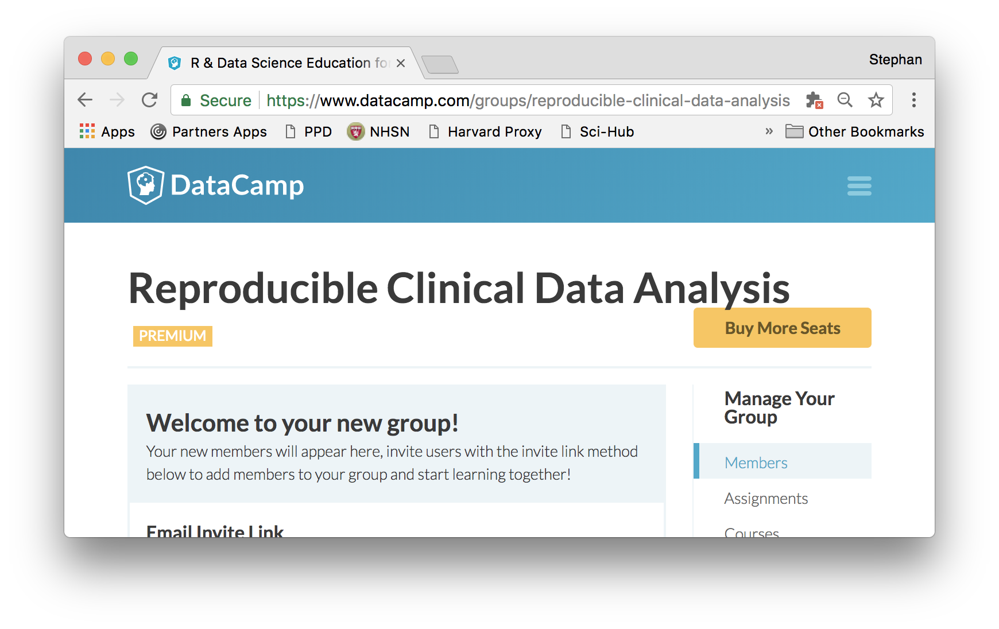 R & Data Science Education for
Stephan
Secure https://www.datacamp.com/groups/reproducible-clinical-data-analysis
Apps Partners Apps PPD NHSN Harvard Proxy Sci-Hub » Other Bookmarks
DataCamp
Reproducible Clinical Data Analysis
PREMIUM
Buy More Seats
Welcome to your new group!
Your new members will appear here, invite users with the invite link method
below to add members to your group and start learning together!
Email Invite Link
Manage Your
Group
Members
Assignments
Courses